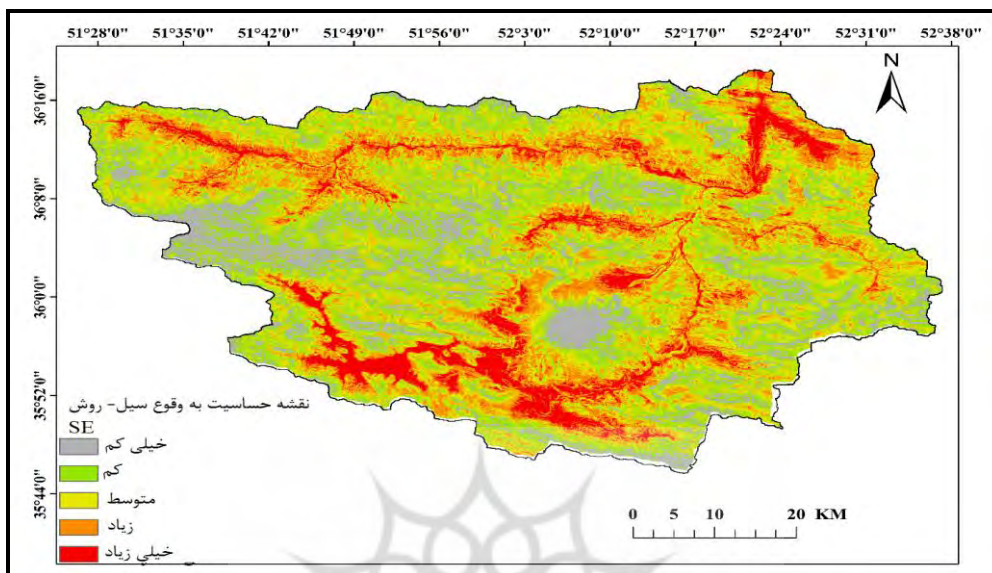 51°28'0" 51°35'0" 51°42'0" 51°49'0" 51°56'0" 52°3'0" 52°10'0" 52°17'0" 52°24'0" 52°31'0" 52°38'0"
N
36°16'0"
36°8'0"
36°0'0"
35°52'0"
35°44'0"
نقشه حساسیت به وقوع سیل- روش
SE
خیلی کم
کم
متوسط
زیاد
خیلی زیاد
0 5 10 20 KM